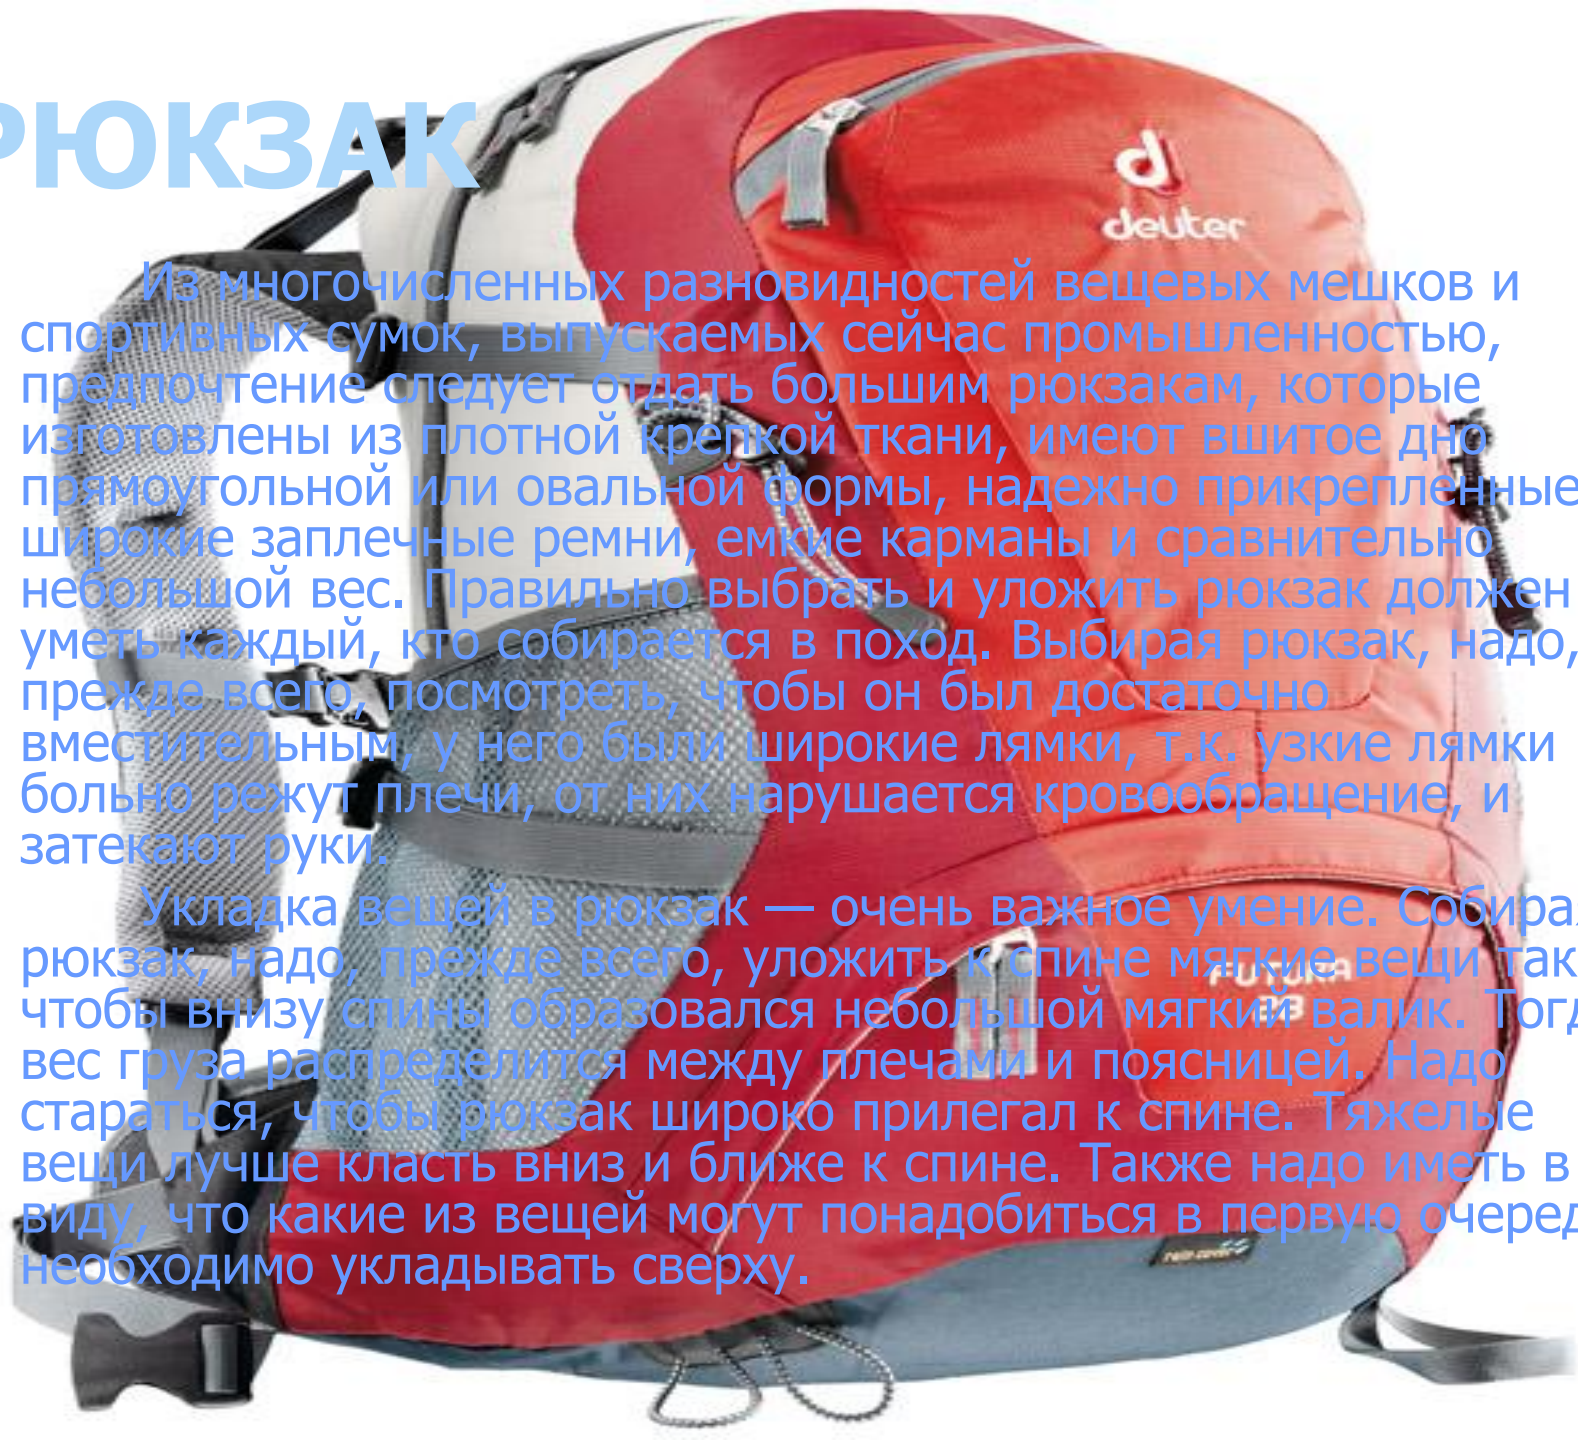 РЮКЗАК
deuter
Из многочисленных разновидностей вещевых мешков и
спортивных сумок, выпускаемых сейчас промышленностью,
предпочтение следует отдать большим рюкзакам, которые
изготовлены из плотной крепкой ткани, имеют вшитое дно
прямоугольной или овальной формы, надежно прикрепленные
широкие заплечные ремни, емкие карманы и сравнительно
небольшой вес. Правильно выбрать и уложить рюкзак должен
уметь каждый, кто собирается в поход. Выбирая рюкзак, надо,
прежде всего, посмотреть, чтобы он был достаточно
вместительным, у него были широкие лямки, т.к. узкие лямки
больно режут плечи, от них нарушается кровообращение, и
затекают руки.
Укладка вещей в рюкзак — очень важное умение. Собирая
рюкзак, надо, прежде всего, уложить к спине мягкие вещи так
FUTURA
чтобы внизу спины образовался небольшой мягкий валик. Тогд
вес груза распределится между плечами и поясницей. Надо
стараться, чтобы рюкзак широко прилегал к спине. Тяжелые
вещи лучше класть вниз и ближе к спине. Также надо иметь в
виду, что какие из вещей могут понадобиться в первую очеред
необходимо укладывать сверху.